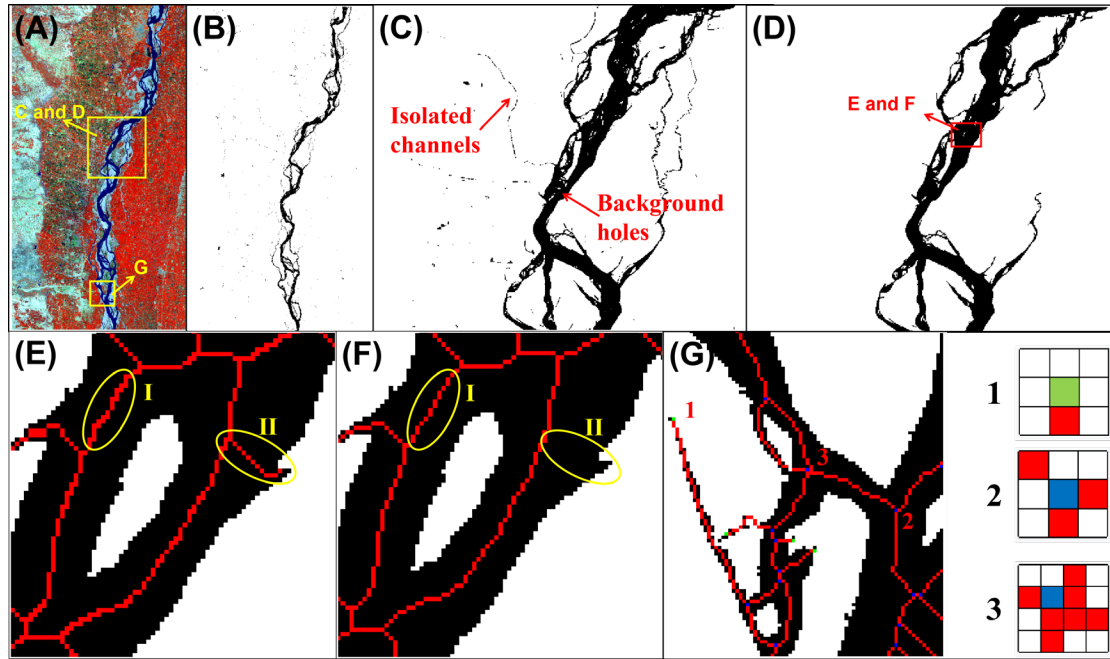 (A)
C and D
G
(B)
(C)
Isolated
channels
Background
holes
(D)
E and F
(E)
I
II
(F)
I
II
(G)
1
3
2
1
2
3